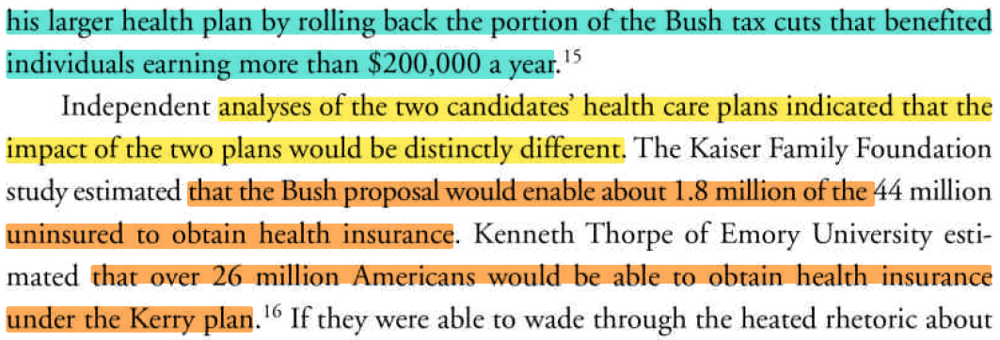 his larger health plan by rolling back the portion of the Bush tax cuts that benefited
individuals earning more than $200,000 a year.15
Independent analyses of the two candidates’ health care plans indicated that the
impact of the two plans would be distinctly different. The Kaiser Family Foundation
study estimated that the Bush proposal would enable about 1.8 million of the 44 million
uninsured to obtain health insurance. Kenneth Thorpe of Emory University esti-
mated that over 26 million Americans would be able to obtain health insurance
under the Kerry plan.16 If they were able to wade through the heated rhetoric about